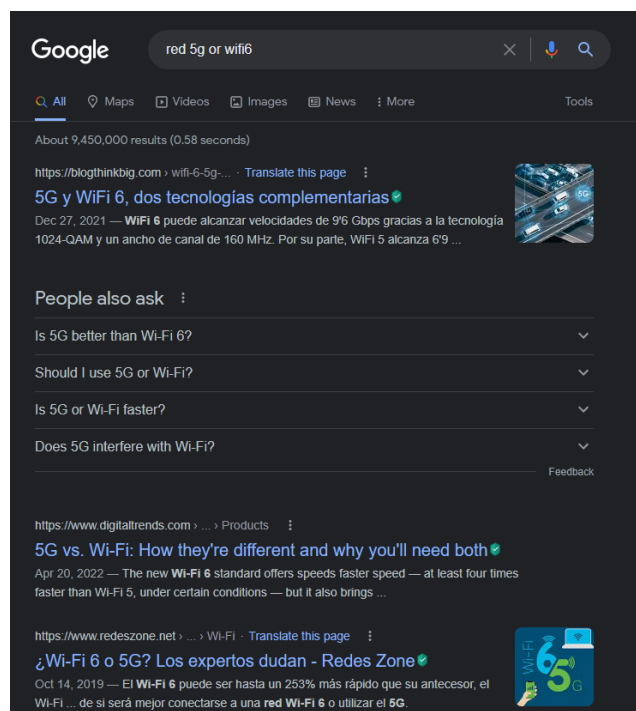 Google
red 5g or wifi6
All Maps Videos Images News More Tools
About 9,450,000 results (0.58 seconds)
https://blogthinkbig.com › wifi-6-5g-... · Translate this page
5G y WiFi 6, dos tecnologías complementarias
Dec 27, 2021 — WiFi 6 puede alcanzar velocidades de 9'6 Gbps gracias a la tecnología
1024-QAM y un ancho de canal de 160 MHz. Por su parte, WiFi 5 alcanza 6'9 ...
5G
People also ask
Is 5G better than Wi-Fi 6?
Should I use 5G or Wi-Fi?
Is 5G or Wi-Fi faster?
Does 5G interfere with Wi-Fi?
Feedback
https://www.digitaltrends.com › ... › Products
5G vs. Wi-Fi: How they're different and why you'll need both
Apr 20, 2022 — The new Wi-Fi 6 standard offers speeds faster speed — at least four times
faster than Wi-Fi 5, under certain conditions — but it also brings ...
https://www.redeszone.net › ... › Wi-Fi · Translate this page
¿Wi-Fi 6 o 5G? Los expertos dudan - Redes Zone
Oct 14, 2019 — El Wi-Fi 6 puede ser hasta un 253% más rápido que su antecesor, el
Wi-Fi ... de si será mejor conectarse a una red Wi-Fi 6 o utilizar el 5G.
Wi-Fi 6
5G